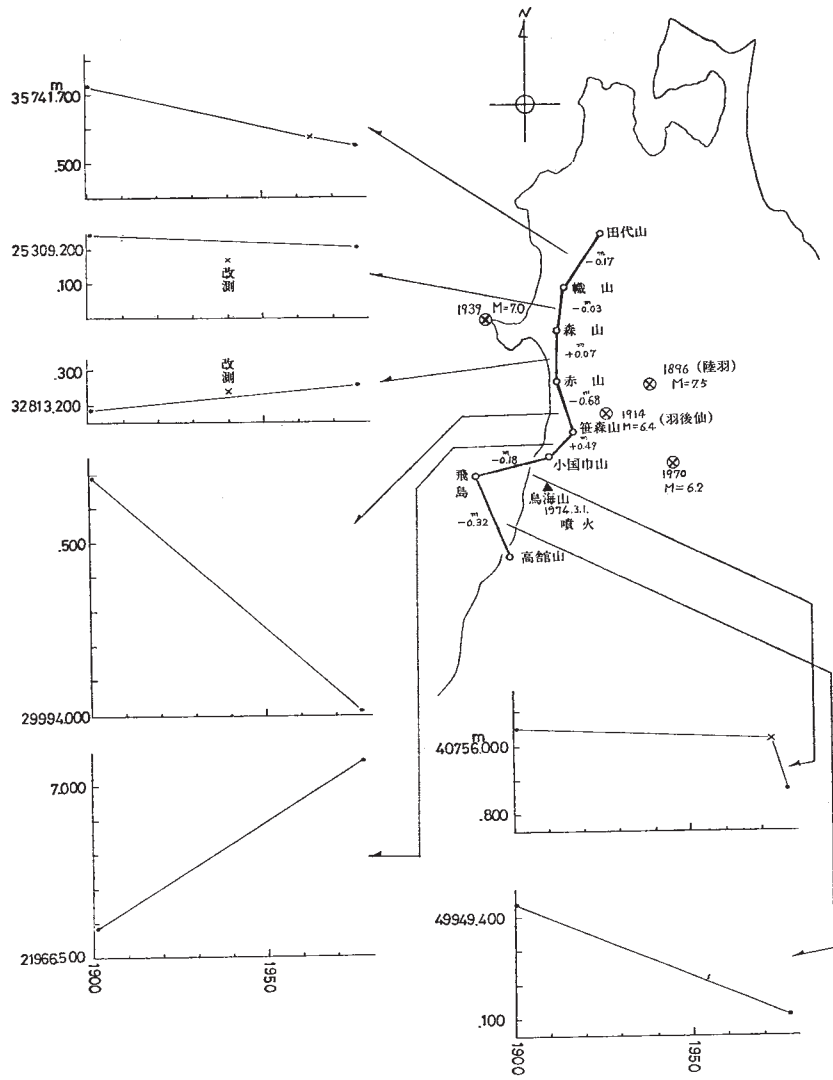 N
m
35741.700
.500
25309.200
改測
.100
.300
改測
32813.200
.500
29994.000
7.000
21966.500
1900
1950
田代山
m
-0.17
幟山
m
-0.03
1939
M=7.0
森山
m
+0.07
赤山
m
-0.68
1896 (陸羽)
M=7.5
1914
M=6.4 (羽後仙)
笹森山
m
+0.49
小国巾山
m
-0.18
飛島
1970
M=6.2
鳥海山
1974.3.1.
噴火
m
-0.32
高舘山
m
40756.000
.800
49949.400
.100
1900
1950